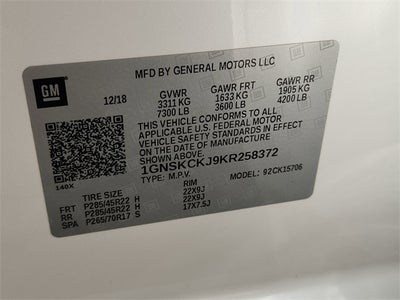 MFD BY GENERAL MOTORS LLC
GM
12/18 GVWR GAWR FRT GAWR RR
3311 KG 1633 KG 1905 KG
7300 LB 3600 LB 4200 LB
THIS VEHICLE CONFORMS TO ALL
APPLICABLE U.S. FEDERAL MOTOR
VEHICLE SAFETY STANDARDS IN EFFECT
ON THE DATE OF MANUFACTURE SHOWN ABOVE.
1GNSKCKJ9KR258372
140X TYPE: M.P.V. MODEL: 92CK15706
TIRE SIZE RIM
FRT P285/45R22 H 22X9J
RR P285/45R22 H 22X9J
SPA P265/70R17 S 17X7.5J